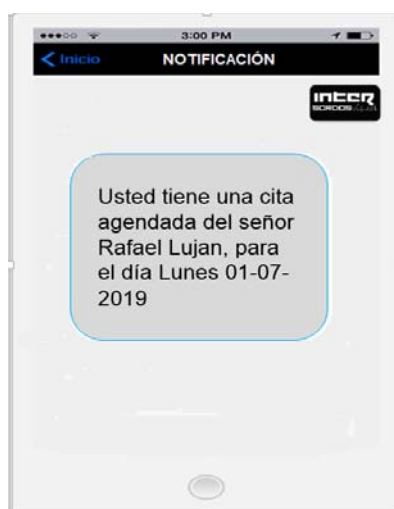 3:00 PM
Inicio
NOTIFICACIÓN
INTER
SORDOS
Usted tiene una cita
agendada del señor
Rafael Lujan, para
el día Lunes 01-07-
2019